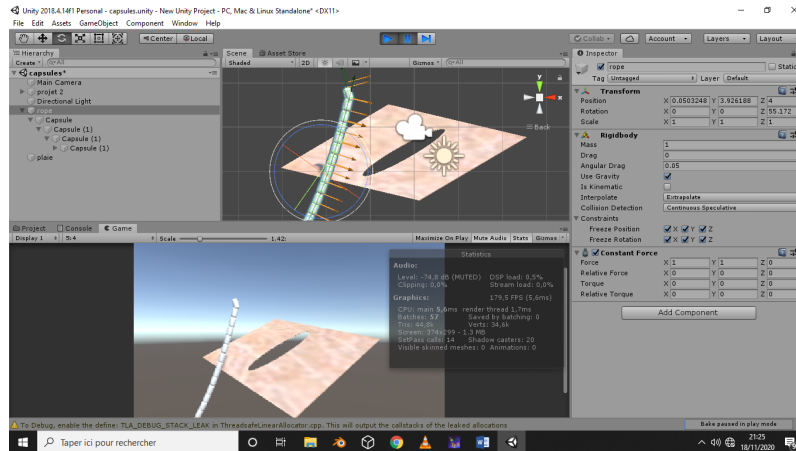 Unity 2018.4.14f1 Personal - capsules.unity - New Unity Project - PC, Mac & Linux Standalone* <DX11>
File Edit Assets GameObject Component Window Help
Center Local
Collab Account Layers Layout
Hierarchy
Create All
capsules*
Main Camera
projet 2
Directional Light
rope
Capsule
Capsule (1)
Capsule (1)
Capsule (1)
plaie
Scene Asset Store
Shaded 2D Gizmos All
y
x
Back
Inspector
rope Static
Tag Untagged Layer Default
Transform
Position X 0.0503248 Y 3.926188 Z 4
Rotation X 0 Y 0 Z 55.172
Scale X 1 Y 1 Z 1
Rigidbody
Mass 1
Drag 0
Angular Drag 0.05
Use Gravity
Is Kinematic
Interpolate Extrapolate
Collision Detection Continuous Speculative
Constraints
Freeze Position X Y Z
Freeze Rotation X Y Z
Constant Force
Force X 1 Y 1 Z 0
Relative Force X 0 Y 0 Z 0
Torque X 0 Y 0 Z 0
Relative Torque X 0 Y 0 Z 0
Add Component
Project Console Game
Display 1 5:4 Scale 1.42: Maximize On Play Mute Audio Stats Gizmos
Statistics
Audio:
Level: -74,8 dB (MUTED) DSP load: 0,5%
Clipping: 0,0% Stream load: 0,0%
Graphics: 179,5 FPS (5,6ms)
CPU: main 5,6ms render thread 1,7ms
Batches: 57 Saved by batching: 0
Tris: 44,8k Verts: 34,6k
Screen: 374x299 - 1.3 MB
SetPass calls: 14 Shadow casters: 20
Visible skinned meshes: 0 Animations: 0
To Debug, enable the define: TLA_DEBUG_STACK_LEAK in ThreadsafeLinearAllocator.cpp. This will output the callstacks of the leaked allocations
Bake paused in play mode
Taper ici pour rechercher
21:25
18/11/2020